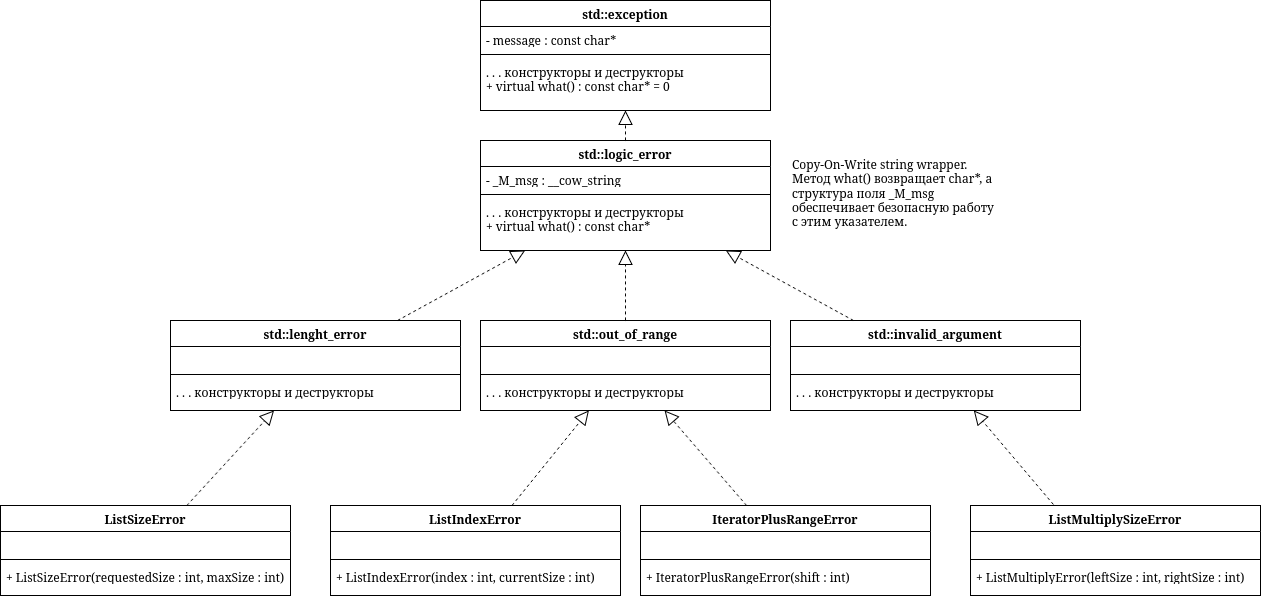 std::exception
- message : const char*
. . . конструкторы и деструкторы
+ virtual what() : const char* = 0
std::logic_error
- _M_msg : __cow_string
. . . конструкторы и деструкторы
+ virtual what() : const char*
Copy-On-Write string wrapper.
Метод what() возвращает char*, а
структура поля _M_msg
обеспечивает безопасную работу
с этим указателем.
std::lenght_error
. . . конструкторы и деструкторы
std::out_of_range
. . . конструкторы и деструкторы
std::invalid_argument
. . . конструкторы и деструкторы
ListSizeError
+ ListSizeError(requestedSize : int, maxSize : int)
ListIndexError
+ ListIndexError(index : int, currentSize : int)
IteratorPlusRangeError
+ IteratorPlusRangeError(shift : int)
ListMultiplySizeError
+ ListMultiplyError(leftSize : int, rightSize : int)